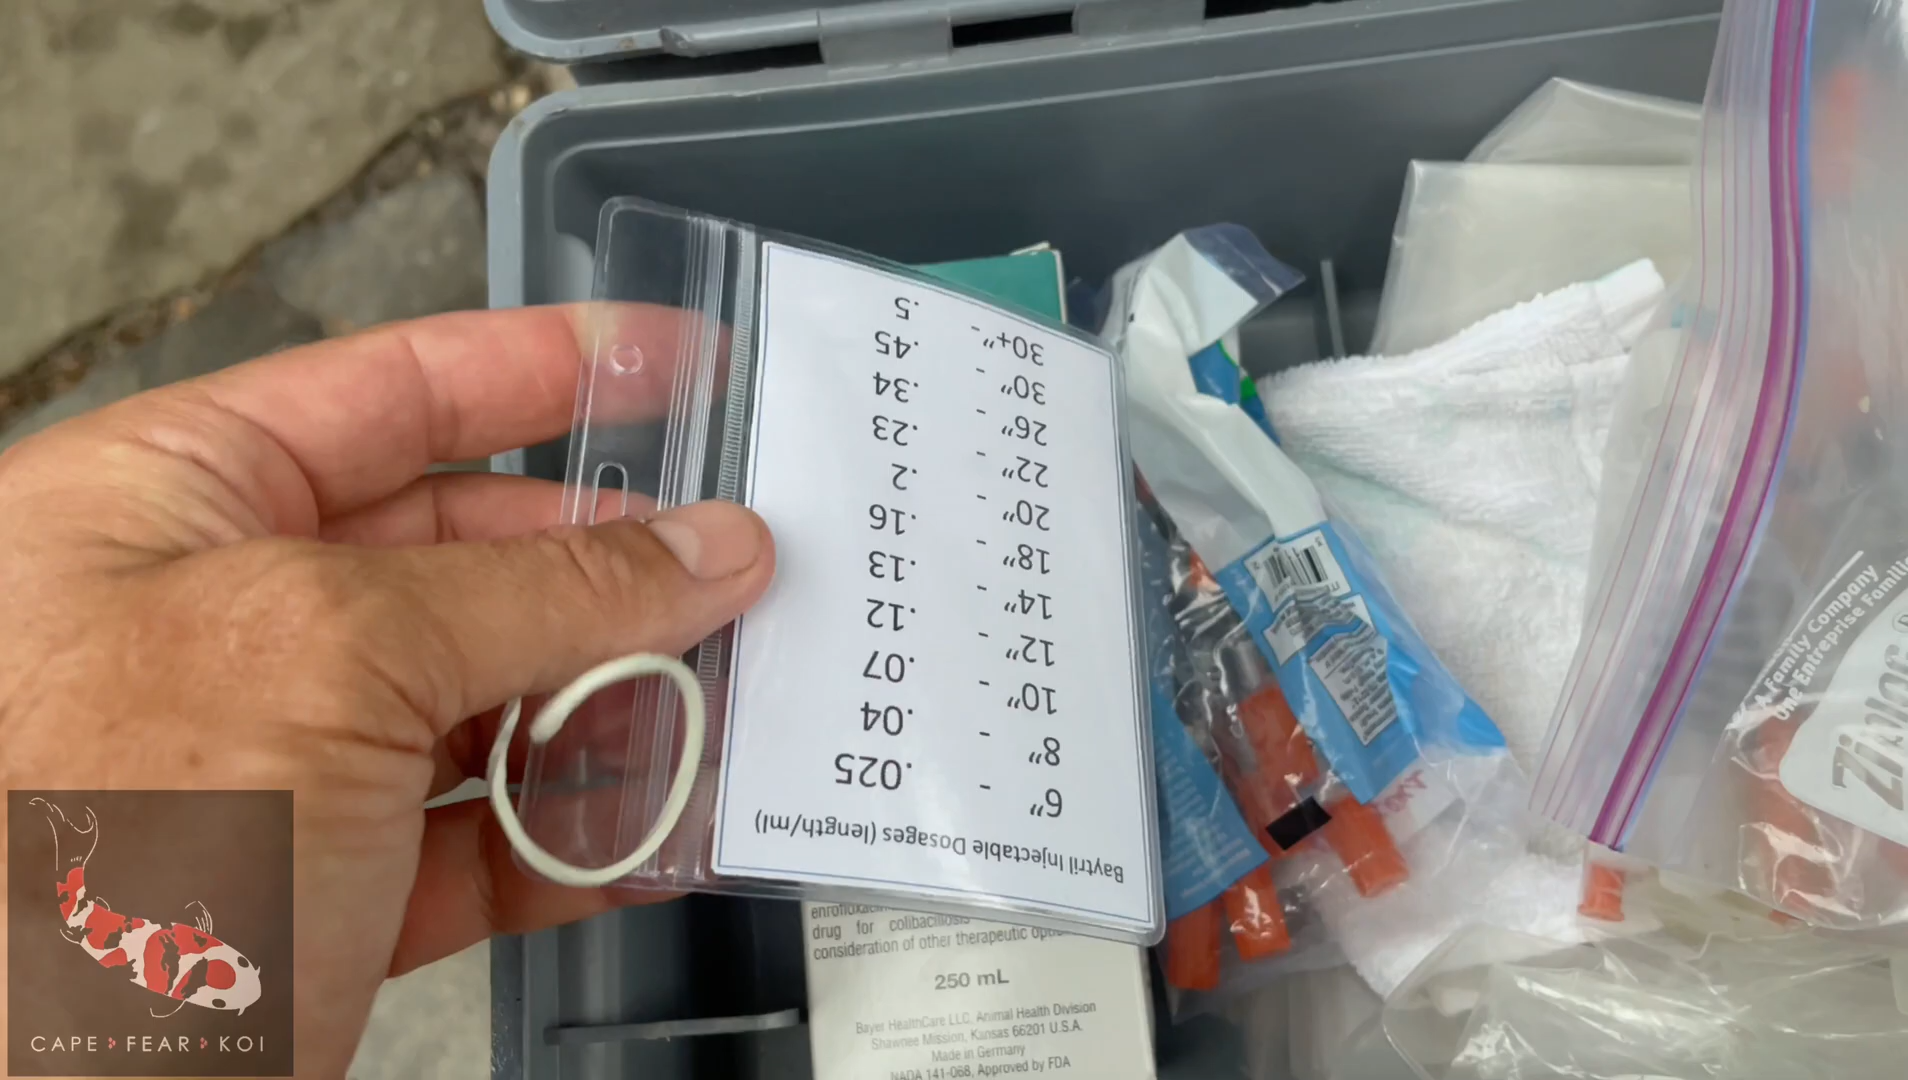 Baytril Injectable Dosages (length/ml)
6" - .025
8" - .04
10" - .07
12" - .12
14" - .13
18" - .16
20" - .2
22" - .23
26" - .34
30" - .45
30+" - .5
drug for colibacillosis
consideration of other therapeutic
250 mL
Bayer HealthCare LLC, Animal Health Division
Shawnee Mission, Kansas 66201 U.S.A.
Made in Germany
NADA 141-068, Approved by FDA
A Family Company
Une Entreprise
Ziploc
CAPE FEAR KOI